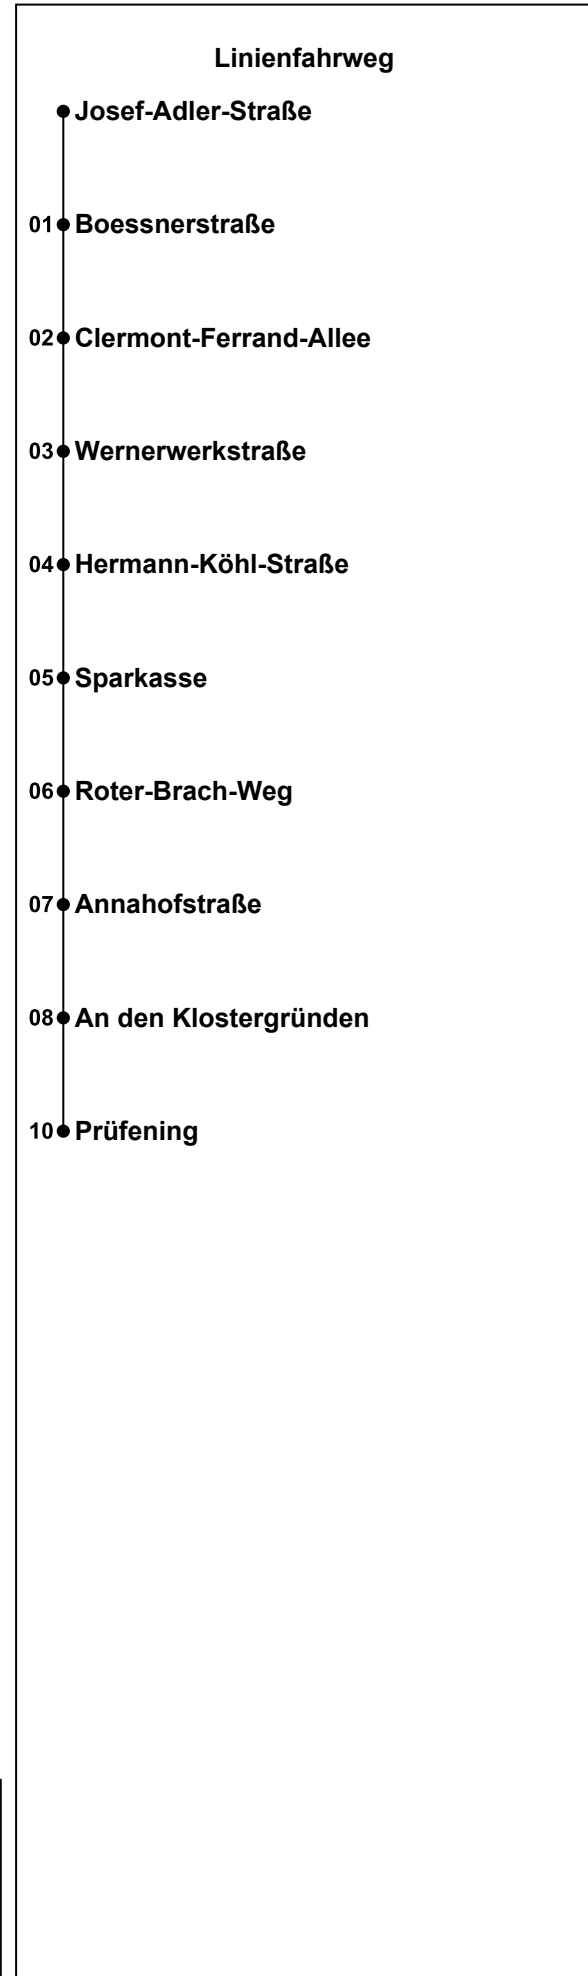 Linienfahrweg
Josef-Adler-Straße
01 Boessnerstraße
02 Clermont-Ferrand-Allee
03 Wernerwerkstraße
04 Hermann-Köhl-Straße
05 Sparkasse
06 Roter-Brach-Weg
07 Annahofstraße
08 An den Klostergründen
10 Prüfening